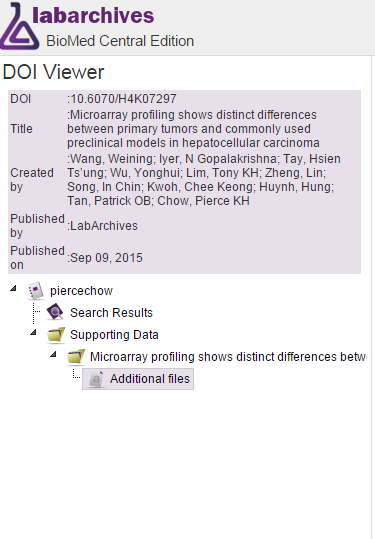 labarchives
BioMed Central Edition
DOI Viewer
DOI :10.6070/H4K07297
:Microarray profiling shows distinct differences
Title between primary tumors and commonly used
preclinical models in hepatocellular carcinoma
:Wang, Weining; Iyer, N Gopalakrishna; Tay, Hsien
Created by Ts'ung; Wu, Yonghui; Lim, Tony KH; Zheng, Lin;
Song, In Chin; Kwoh, Chee Keong; Huynh, Hung;
Tan, Patrick OB; Chow, Pierce KH
Published by :LabArchives
Published on :Sep 09, 2015
piercechow
Search Results
Supporting Data
Microarray profiling shows distinct differences betw
Additional files